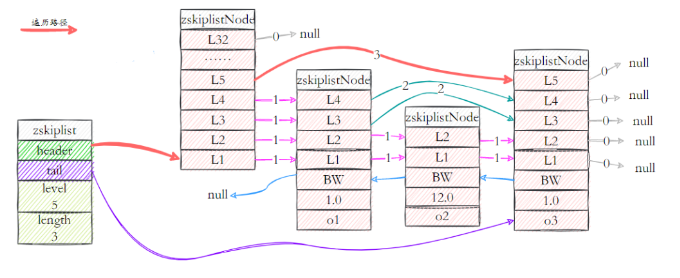 遍历路径
zskiplist
header
tail
level
5
length
3
zskiplistNode
L32
……
L5
L4
L3
L2
L1
0
null
3
1
1
1
1
null
zskiplistNode
L4
L3
L2
L1
BW
1.0
o1
2
2
1
1
zskiplistNode
L2
L1
BW
12.0
o2
1
1
zskiplistNode
L5
L4
L3
L2
L1
BW
1.0
o3
0
null
0
null
0
null
0
null
0
null